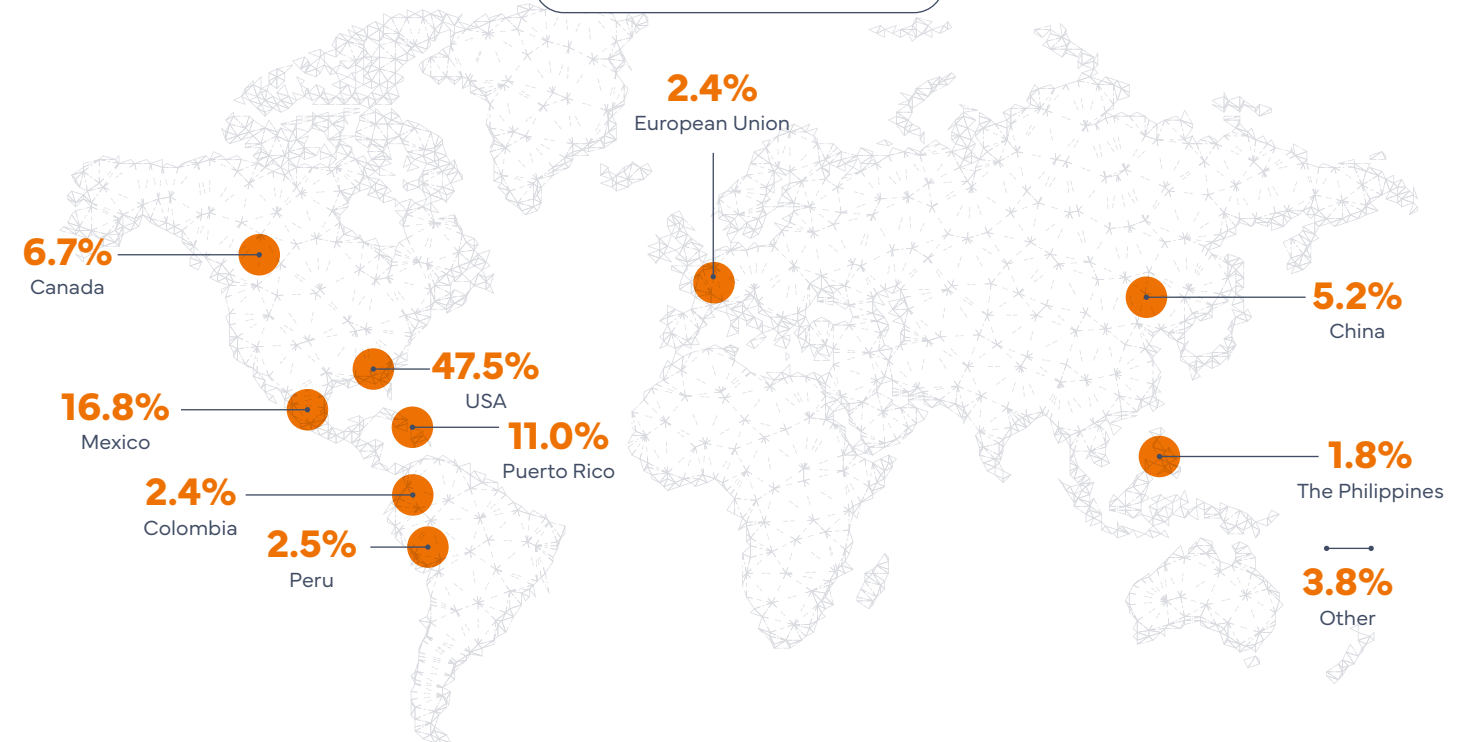 2.4%
European Union
6.7%
Canada
5.2%
China
47.5%
USA
16.8%
Mexico
11.0%
Puerto Rico
1.8%
The Philippines
2.4%
Colombia
2.5%
Peru
3.8%
Other